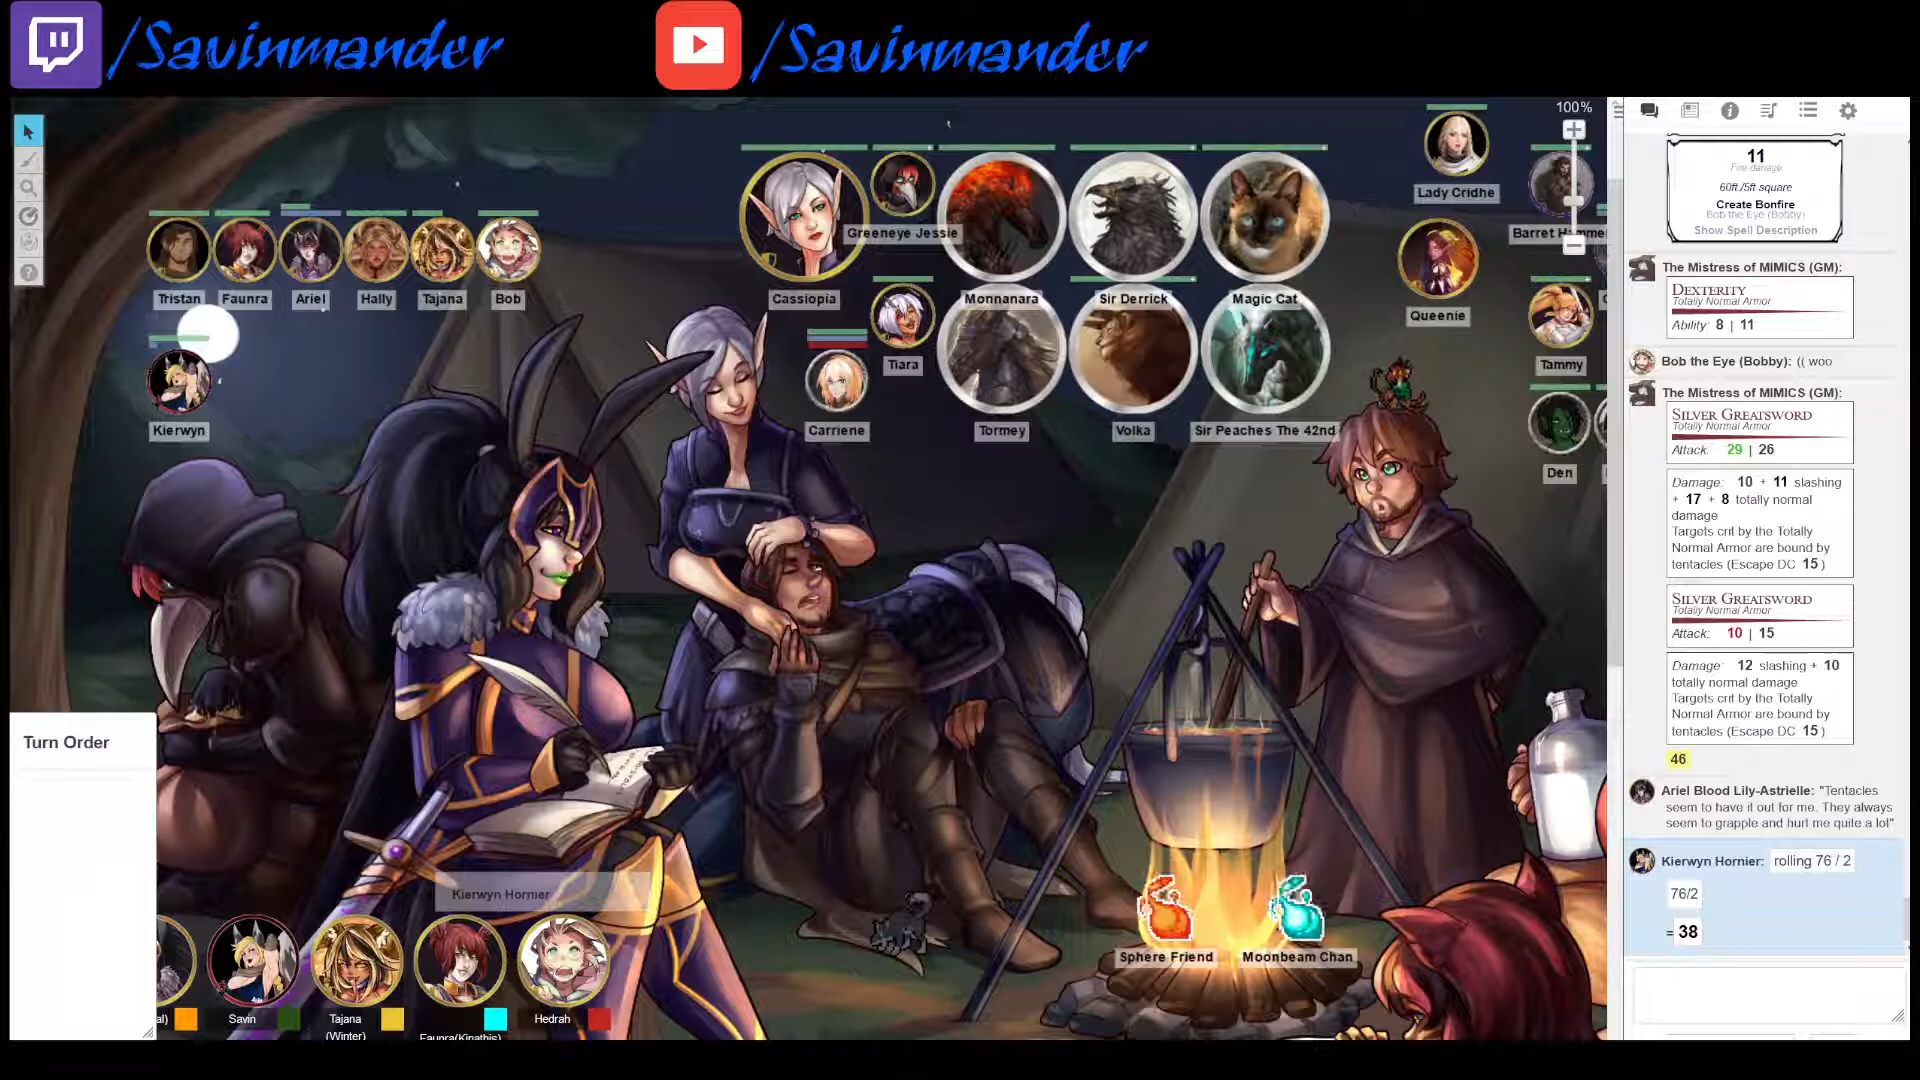 /Savinmander
/Savinmander
100%
Lady Cridhe
Greeneye Jessie
Barret Hammer
Tristan
Faunra
Ariel
Hally
Tajana
Bob
Cassiopia
Monnanara
Sir Derrick
Magic Cat
Queenie
Tiara
Tammy
Kierwyn
Carriene
Tormey
Volka
Sir Peaches The 42nd
Den
Turn Order
Kierwyn Hornier
Sphere Friend
Moonbeam Chan
al)
Savin
Tajana
(Winter)
Faunra(Kinathis)
Hedrah
11
Fire damage
60ft./5ft square
Create Bonfire
Bob the Eye (Bobby)
Show Spell Description
The Mistress of MIMICS (GM):
DEXTERITY
Totally Normal Armor
Ability: 8 | 11
Bob the Eye (Bobby): (( woo
The Mistress of MIMICS (GM):
SILVER GREATSWORD
Totally Normal Armor
Attack: 29 | 26
Damage: 10 + 11 slashing
+ 17 + 8 totally normal
damage
Targets crit by the Totally
Normal Armor are bound by
tentacles (Escape DC 15 )
SILVER GREATSWORD
Totally Normal Armor
Attack: 10 | 15
Damage: 12 slashing + 10
totally normal damage
Targets crit by the Totally
Normal Armor are bound by
tentacles (Escape DC 15 )
46
Ariel Blood Lily-Astrielle: "Tentacles
seem to have it out for me. They always
seem to grapple and hurt me quite a lot"
Kierwyn Hornier: rolling 76 / 2
76/2
= 38